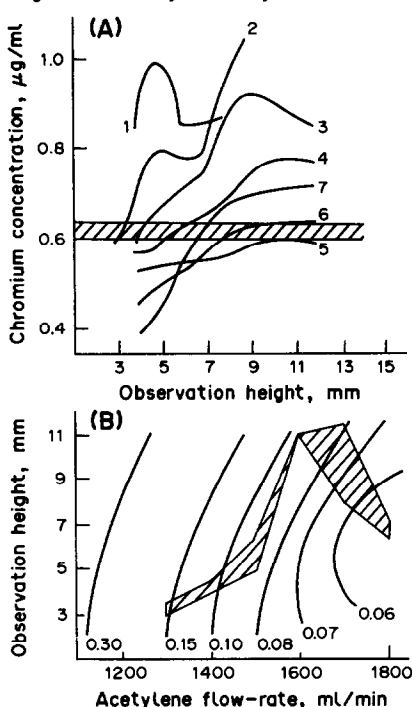 (A)
Chromium concentration, µg/ml
1.0
0.8
0.6
0.4
1
2
3
4
7
6
5
3 5 7 9 11 13 15
Observation height, mm
(B)
Observation height, mm
11
9
7
5
3
0.30 0.15 0.10 0.08 0.07 0.06
1200 1400 1600 1800
Acetylene flow-rate, ml/min